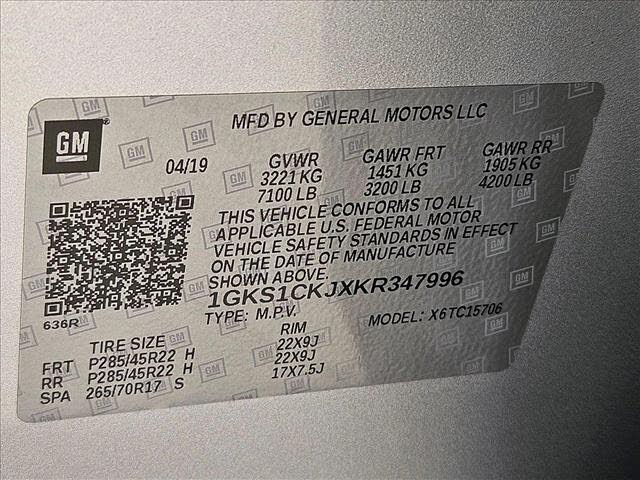 GM
MFD BY GENERAL MOTORS LLC
04/19 GVWR GAWR FRT GAWR RR
3221 KG 1451 KG 1905 KG
7100 LB 3200 LB 4200 LB
THIS VEHICLE CONFORMS TO ALL
APPLICABLE U.S. FEDERAL MOTOR
VEHICLE SAFETY STANDARDS IN EFFECT
ON THE DATE OF MANUFACTURE
SHOWN ABOVE.
1GKS1CKJXKR347996
636R
TYPE: M.P.V. MODEL: X6TC15706
TIRE SIZE RIM
FRT P285/45R22 H 22X9J
RR P285/45R22 H 22X9J
SPA 265/70R17 S 17X7.5J